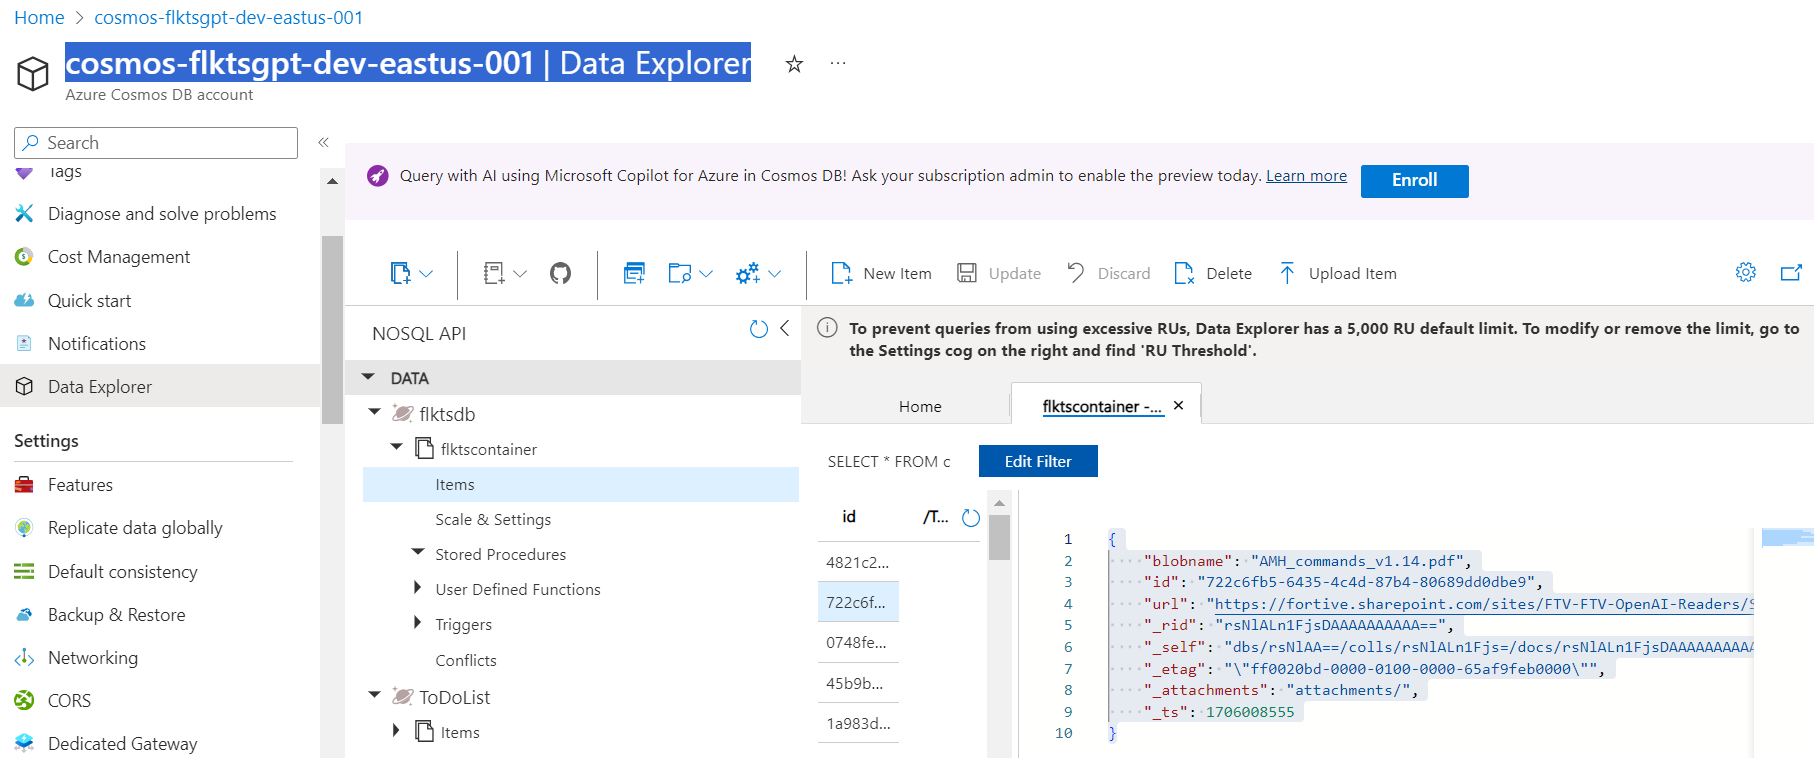 Home > cosmos-flktsgpt-dev-eastus-001
cosmos-flktsgpt-dev-eastus-001 | Data Explorer
Azure Cosmos DB account
Search
Tags
Diagnose and solve problems
Cost Management
Quick start
Notifications
Data Explorer
Settings
Features
Replicate data globally
Default consistency
Backup & Restore
Networking
CORS
Dedicated Gateway
Query with AI using Microsoft Copilot for Azure in Cosmos DB! Ask your subscription admin to enable the preview today. Learn more
Enroll
New Item
Update
Discard
Delete
Upload Item
NOSQL API
DATA
flktsdb
flktscontainer
Items
Scale & Settings
Stored Procedures
User Defined Functions
Triggers
Conflicts
ToDoList
Items
To prevent queries from using excessive RUs, Data Explorer has a 5,000 RU default limit. To modify or remove the limit, go to
the Settings cog on the right and find 'RU Threshold'.
Home
flktscontainer -...
SELECT * FROM c
Edit Filter
id /T...
4821c2...
722c6f...
0748fe...
45b9b...
1a983d...
1 {
2 "blobname": "AMH_commands_v1.14.pdf",
3 "id": "722c6fb5-6435-4c4d-87b4-80689dd0dbe9",
4 "url": "https://fortive.sharepoint.com/sites/FTV-FTV-OpenAI-Readers/S
5 "_rid": "rsNlALn1FjsDAAAAAAAAAA==",
6 "_self": "dbs/rsNlAA==/colls/rsNlALn1Fjs=/docs/rsNlALn1FjsDAAAAAAAAA
7 "_etag": "\"ff0020bd-0000-0100-0000-65af9feb0000\"",
8 "_attachments": "attachments/",
9 "_ts": 1706008555
10 }